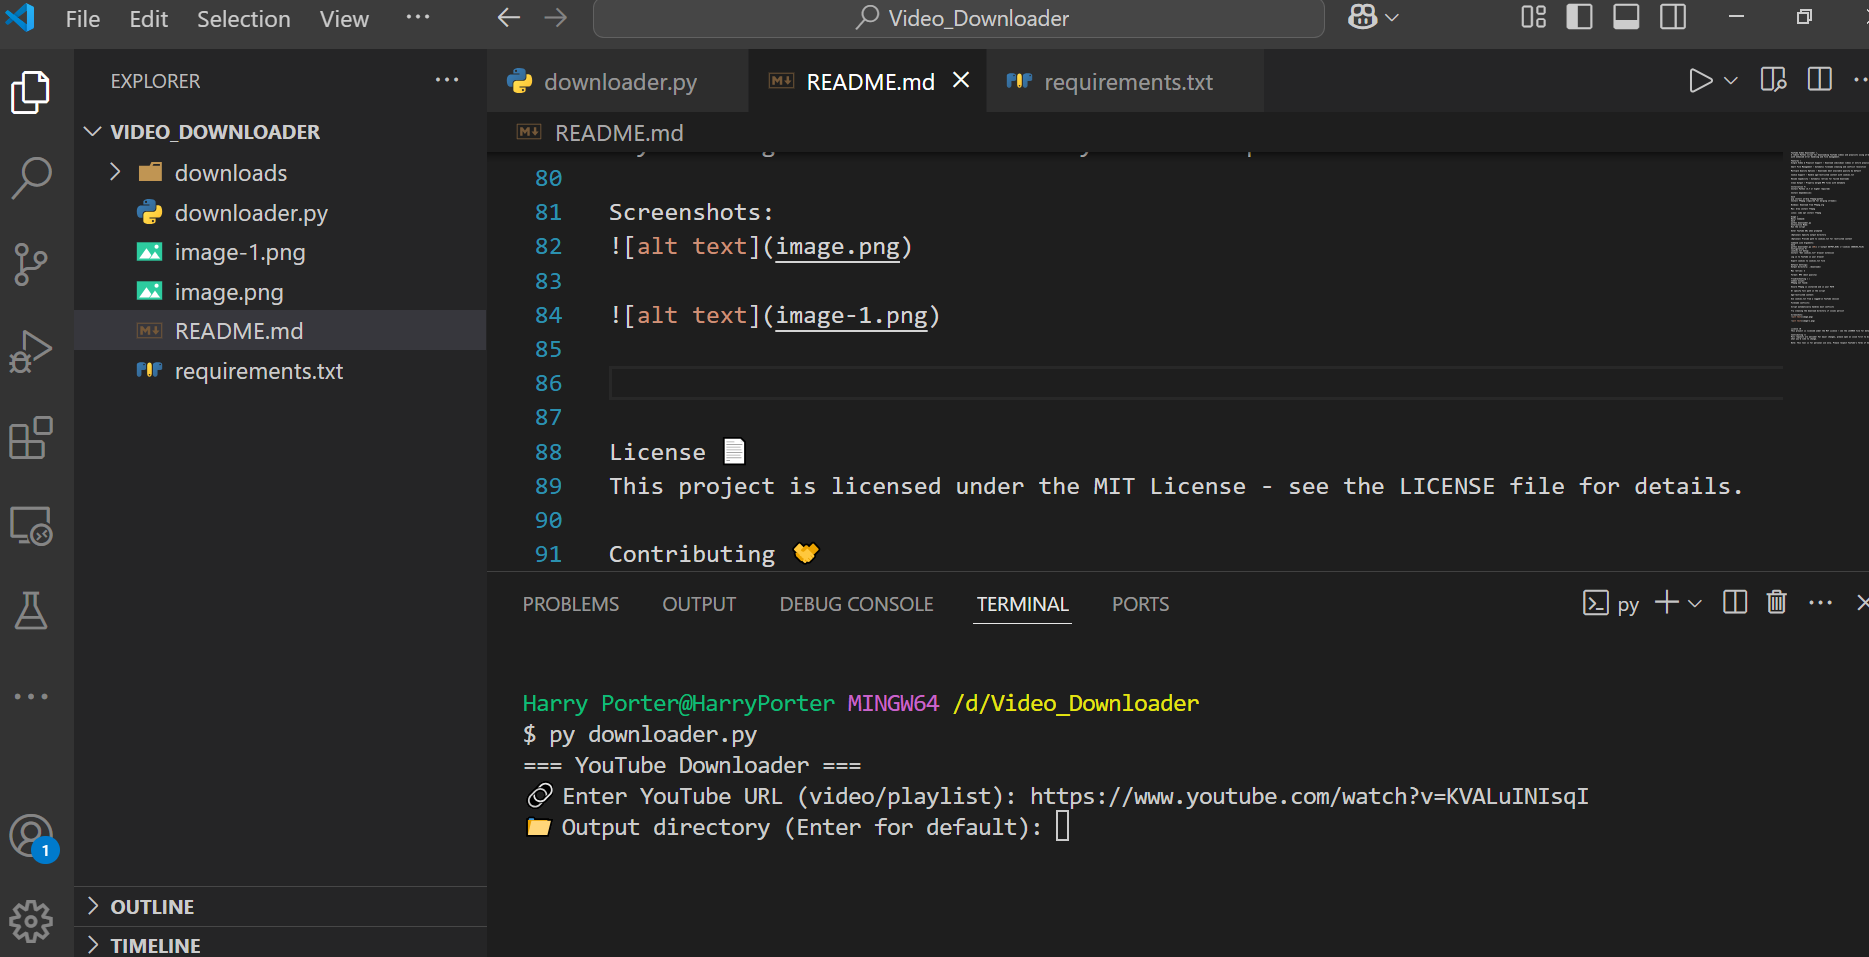 File Edit Selection View ...
Video_Downloader
EXPLORER
VIDEO_DOWNLOADER
downloads
downloader.py
image-1.png
image.png
README.md
requirements.txt
OUTLINE
TIMELINE
1
downloader.py README.md requirements.txt
README.md
80
81 Screenshots:
82 ![alt text](image.png)
83
84 ![alt text](image-1.png)
85
86
87
88 License 📄
89 This project is licensed under the MIT License - see the LICENSE file for details.
90
91 Contributing 🤝
PROBLEMS OUTPUT DEBUG CONSOLE TERMINAL PORTS
py
Harry Porter@HarryPorter MINGW64 /d/Video_Downloader
$ py downloader.py
=== YouTube Downloader ===
🔗 Enter YouTube URL (video/playlist): https://www.youtube.com/watch?v=KVALuINIsqI
📁 Output directory (Enter for default):